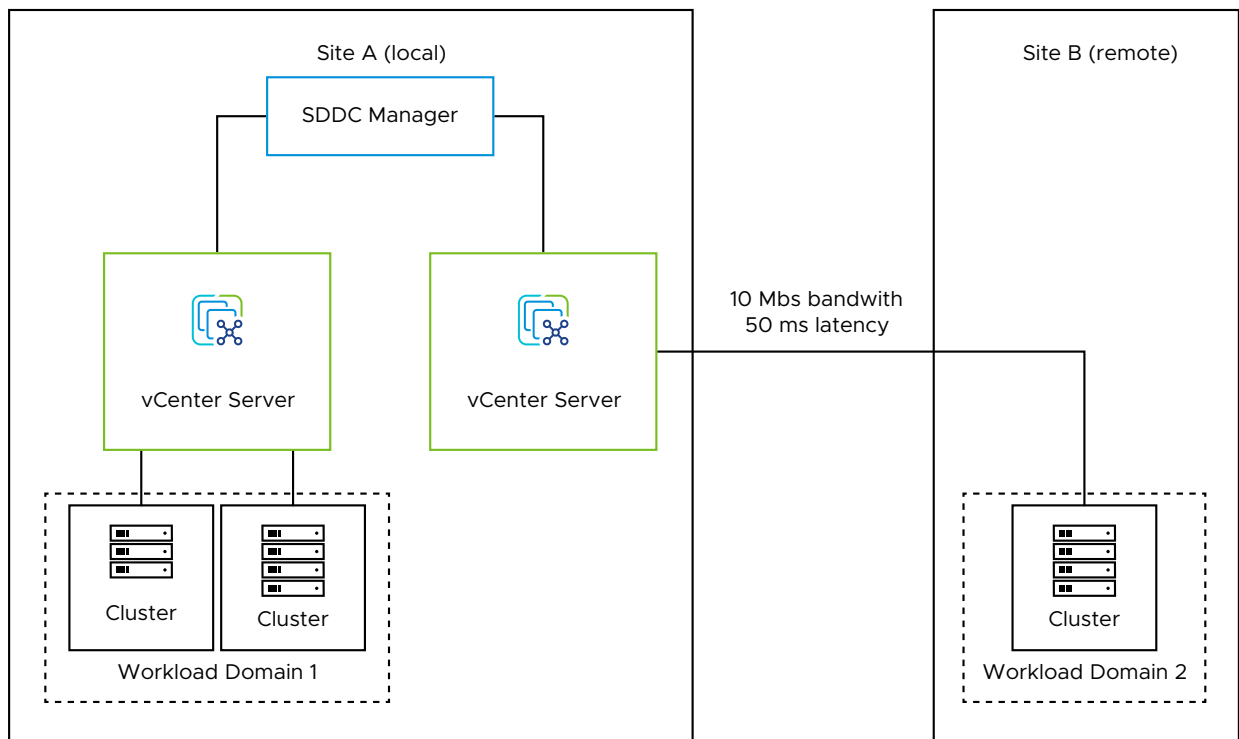 Site A (local)
Site B (remote)
SDDC Manager
10 Mbs bandwith
50 ms latency
vCenter Server
vCenter Server
Cluster
Cluster
Cluster
Workload Domain 1
Workload Domain 2